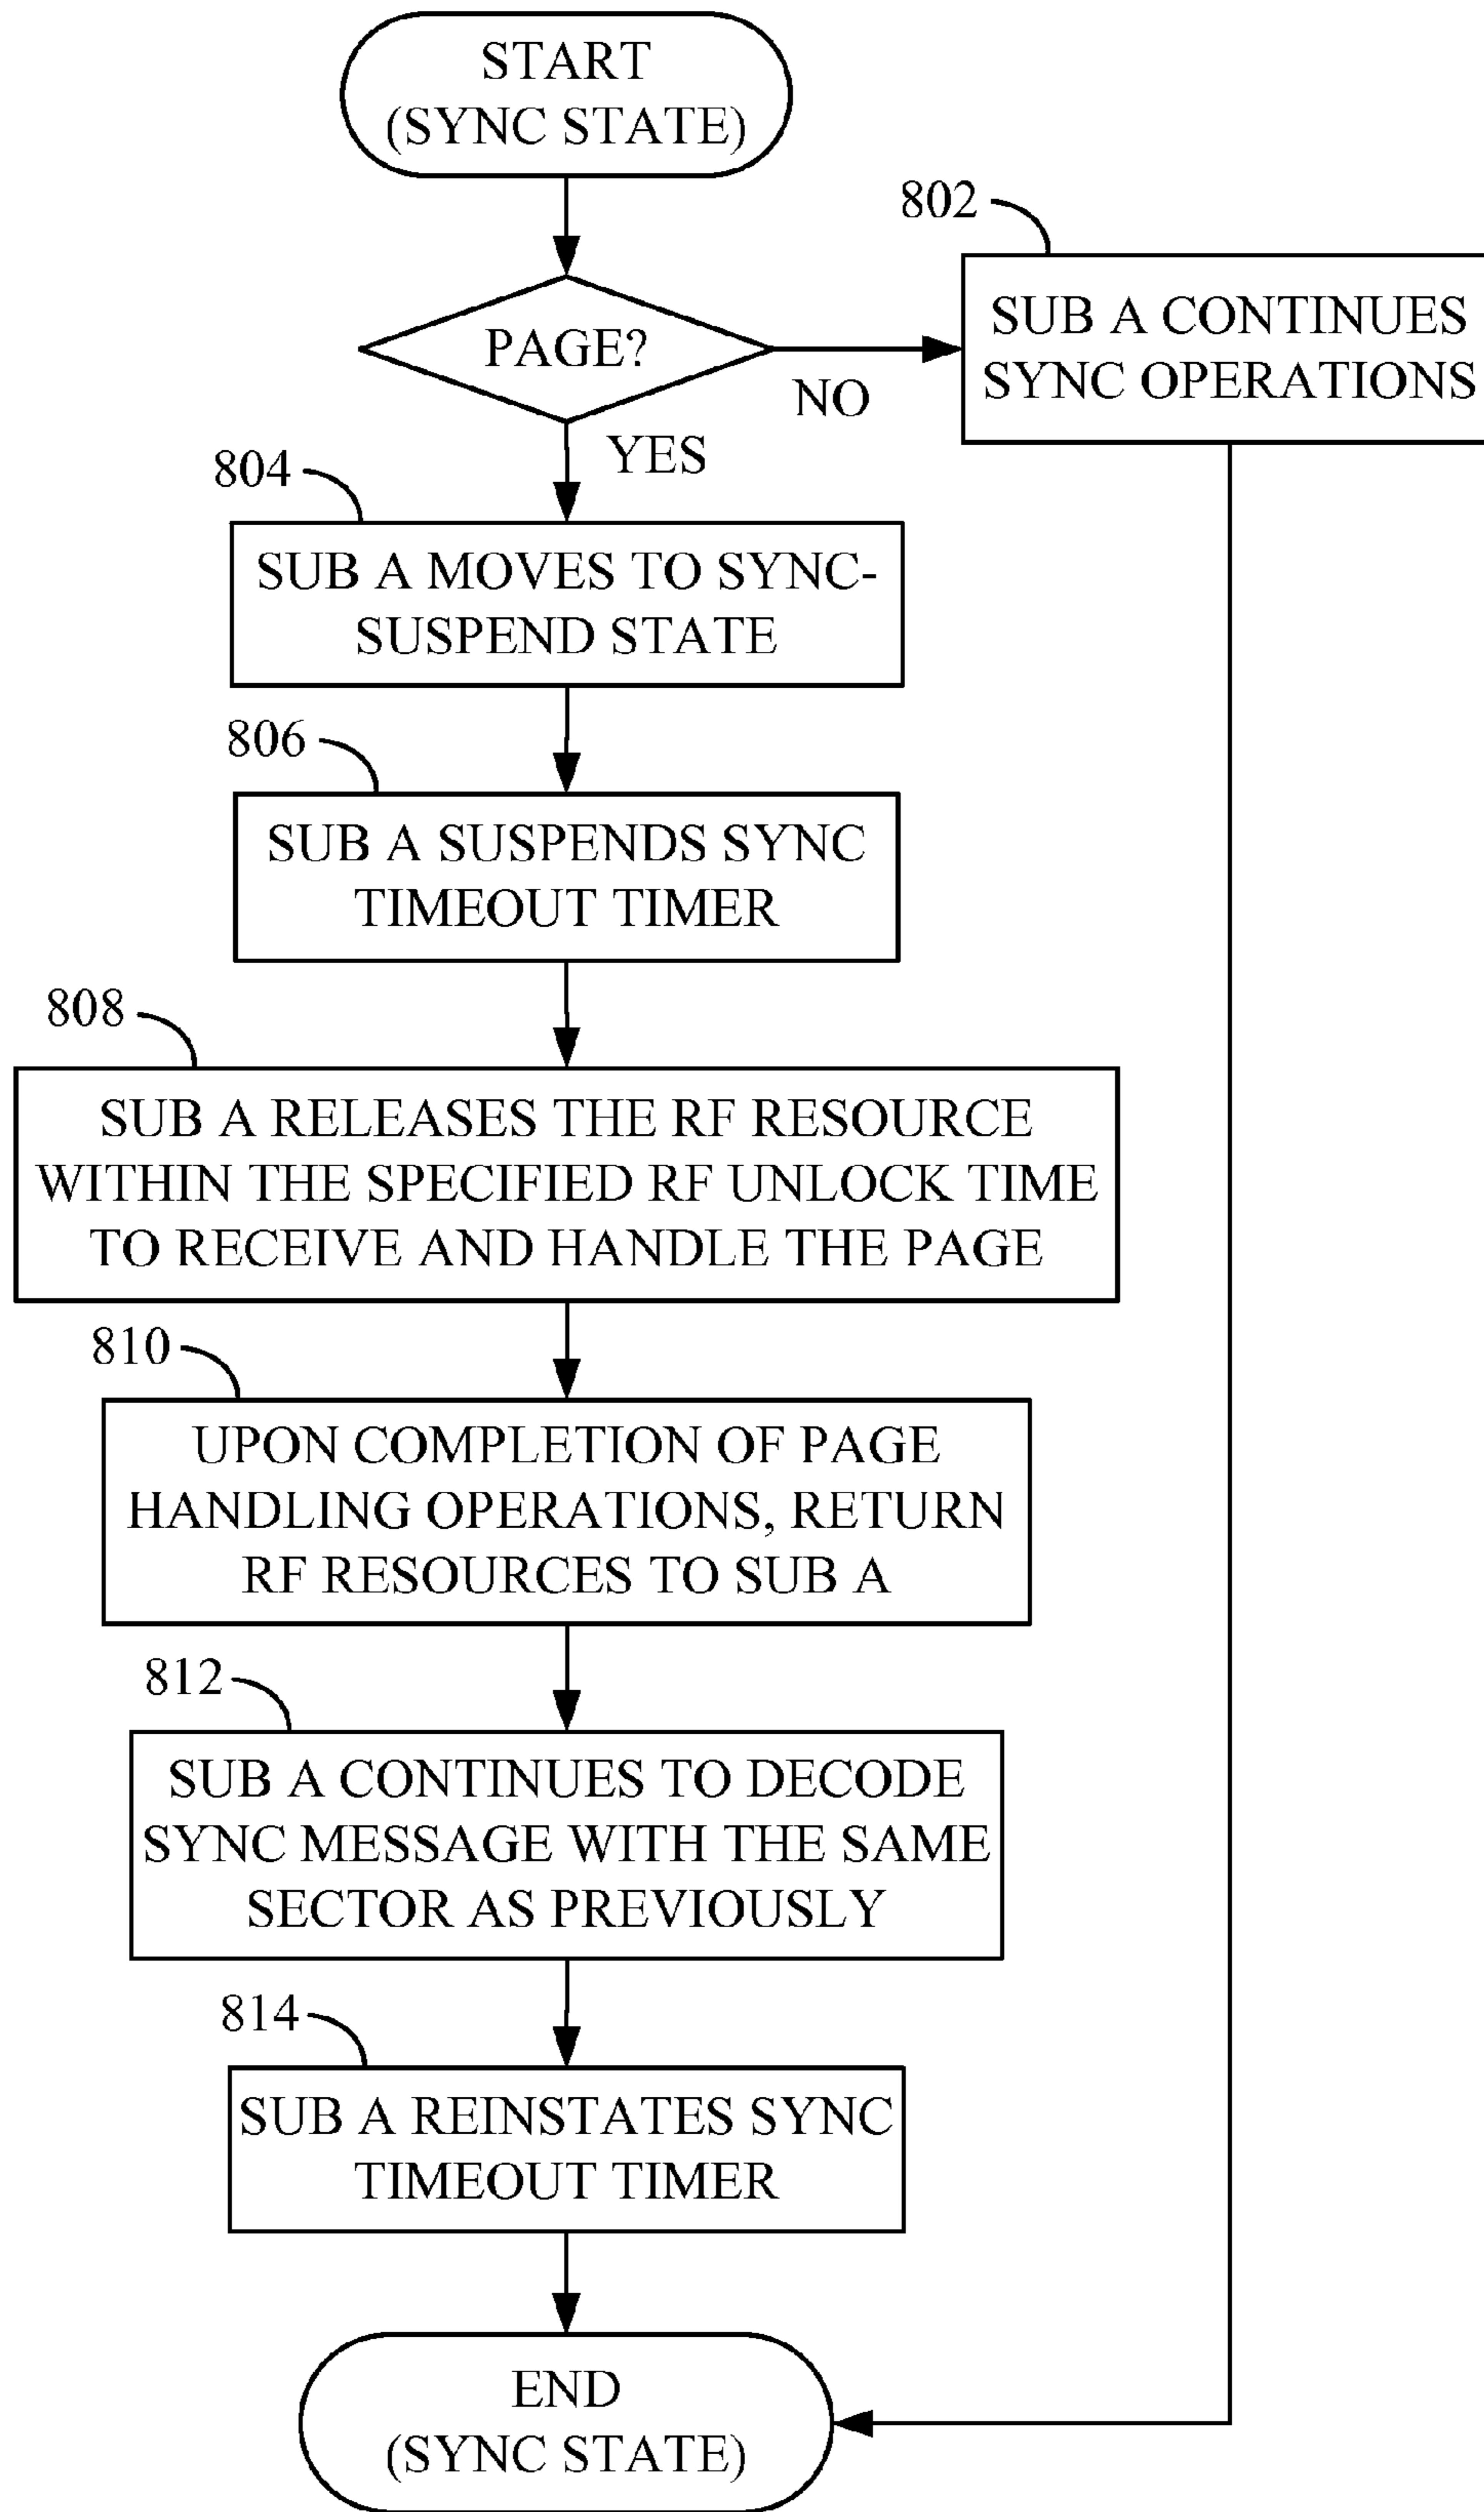 START
(SYNC STATE)
802
SUB A CONTINUES
SYNC OPERATIONS
PAGE?
NO
YES
804
SUB A MOVES TO SYNC-
SUSPEND STATE
806
SUB A SUSPENDS SYNC
TIMEOUT TIMER
808
SUB A RELEASES THE RF RESOURCE
WITHIN THE SPECIFIED RF UNLOCK TIME
TO RECEIVE AND HANDLE THE PAGE
810
UPON COMPLETION OF PAGE
HANDLING OPERATIONS, RETURN
RF RESOURCES TO SUB A
812
SUB A CONTINUES TO DECODE
SYNC MESSAGE WITH THE SAME
SECTOR AS PREVIOUSLY
814
SUB A REINSTATES SYNC
TIMEOUT TIMER
END
(SYNC STATE)